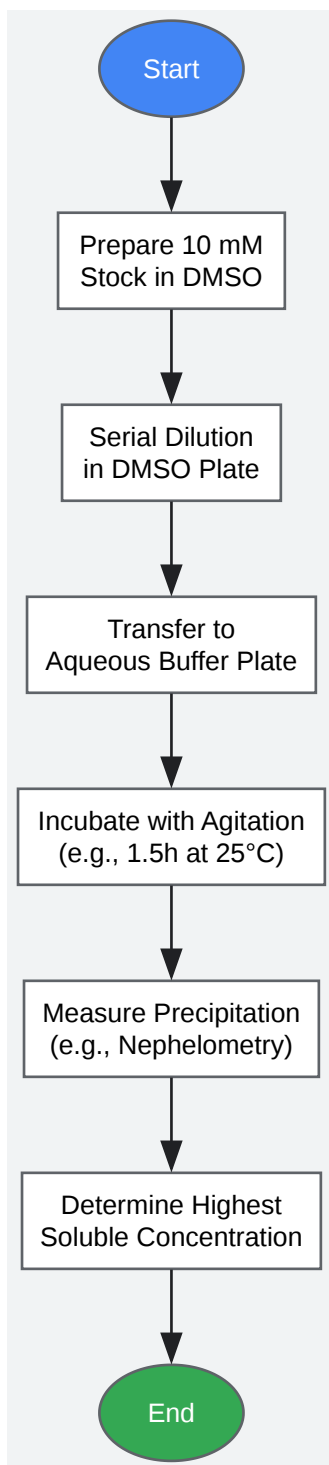 Start
Prepare 10 mM
Stock in DMSO
Serial Dilution
in DMSO Plate
Transfer to
Aqueous Buffer Plate
Incubate with Agitation
(e.g., 1.5h at 25°C)
Measure Precipitation
(e.g., Nephelometry)
Determine Highest
Soluble Concentration
End